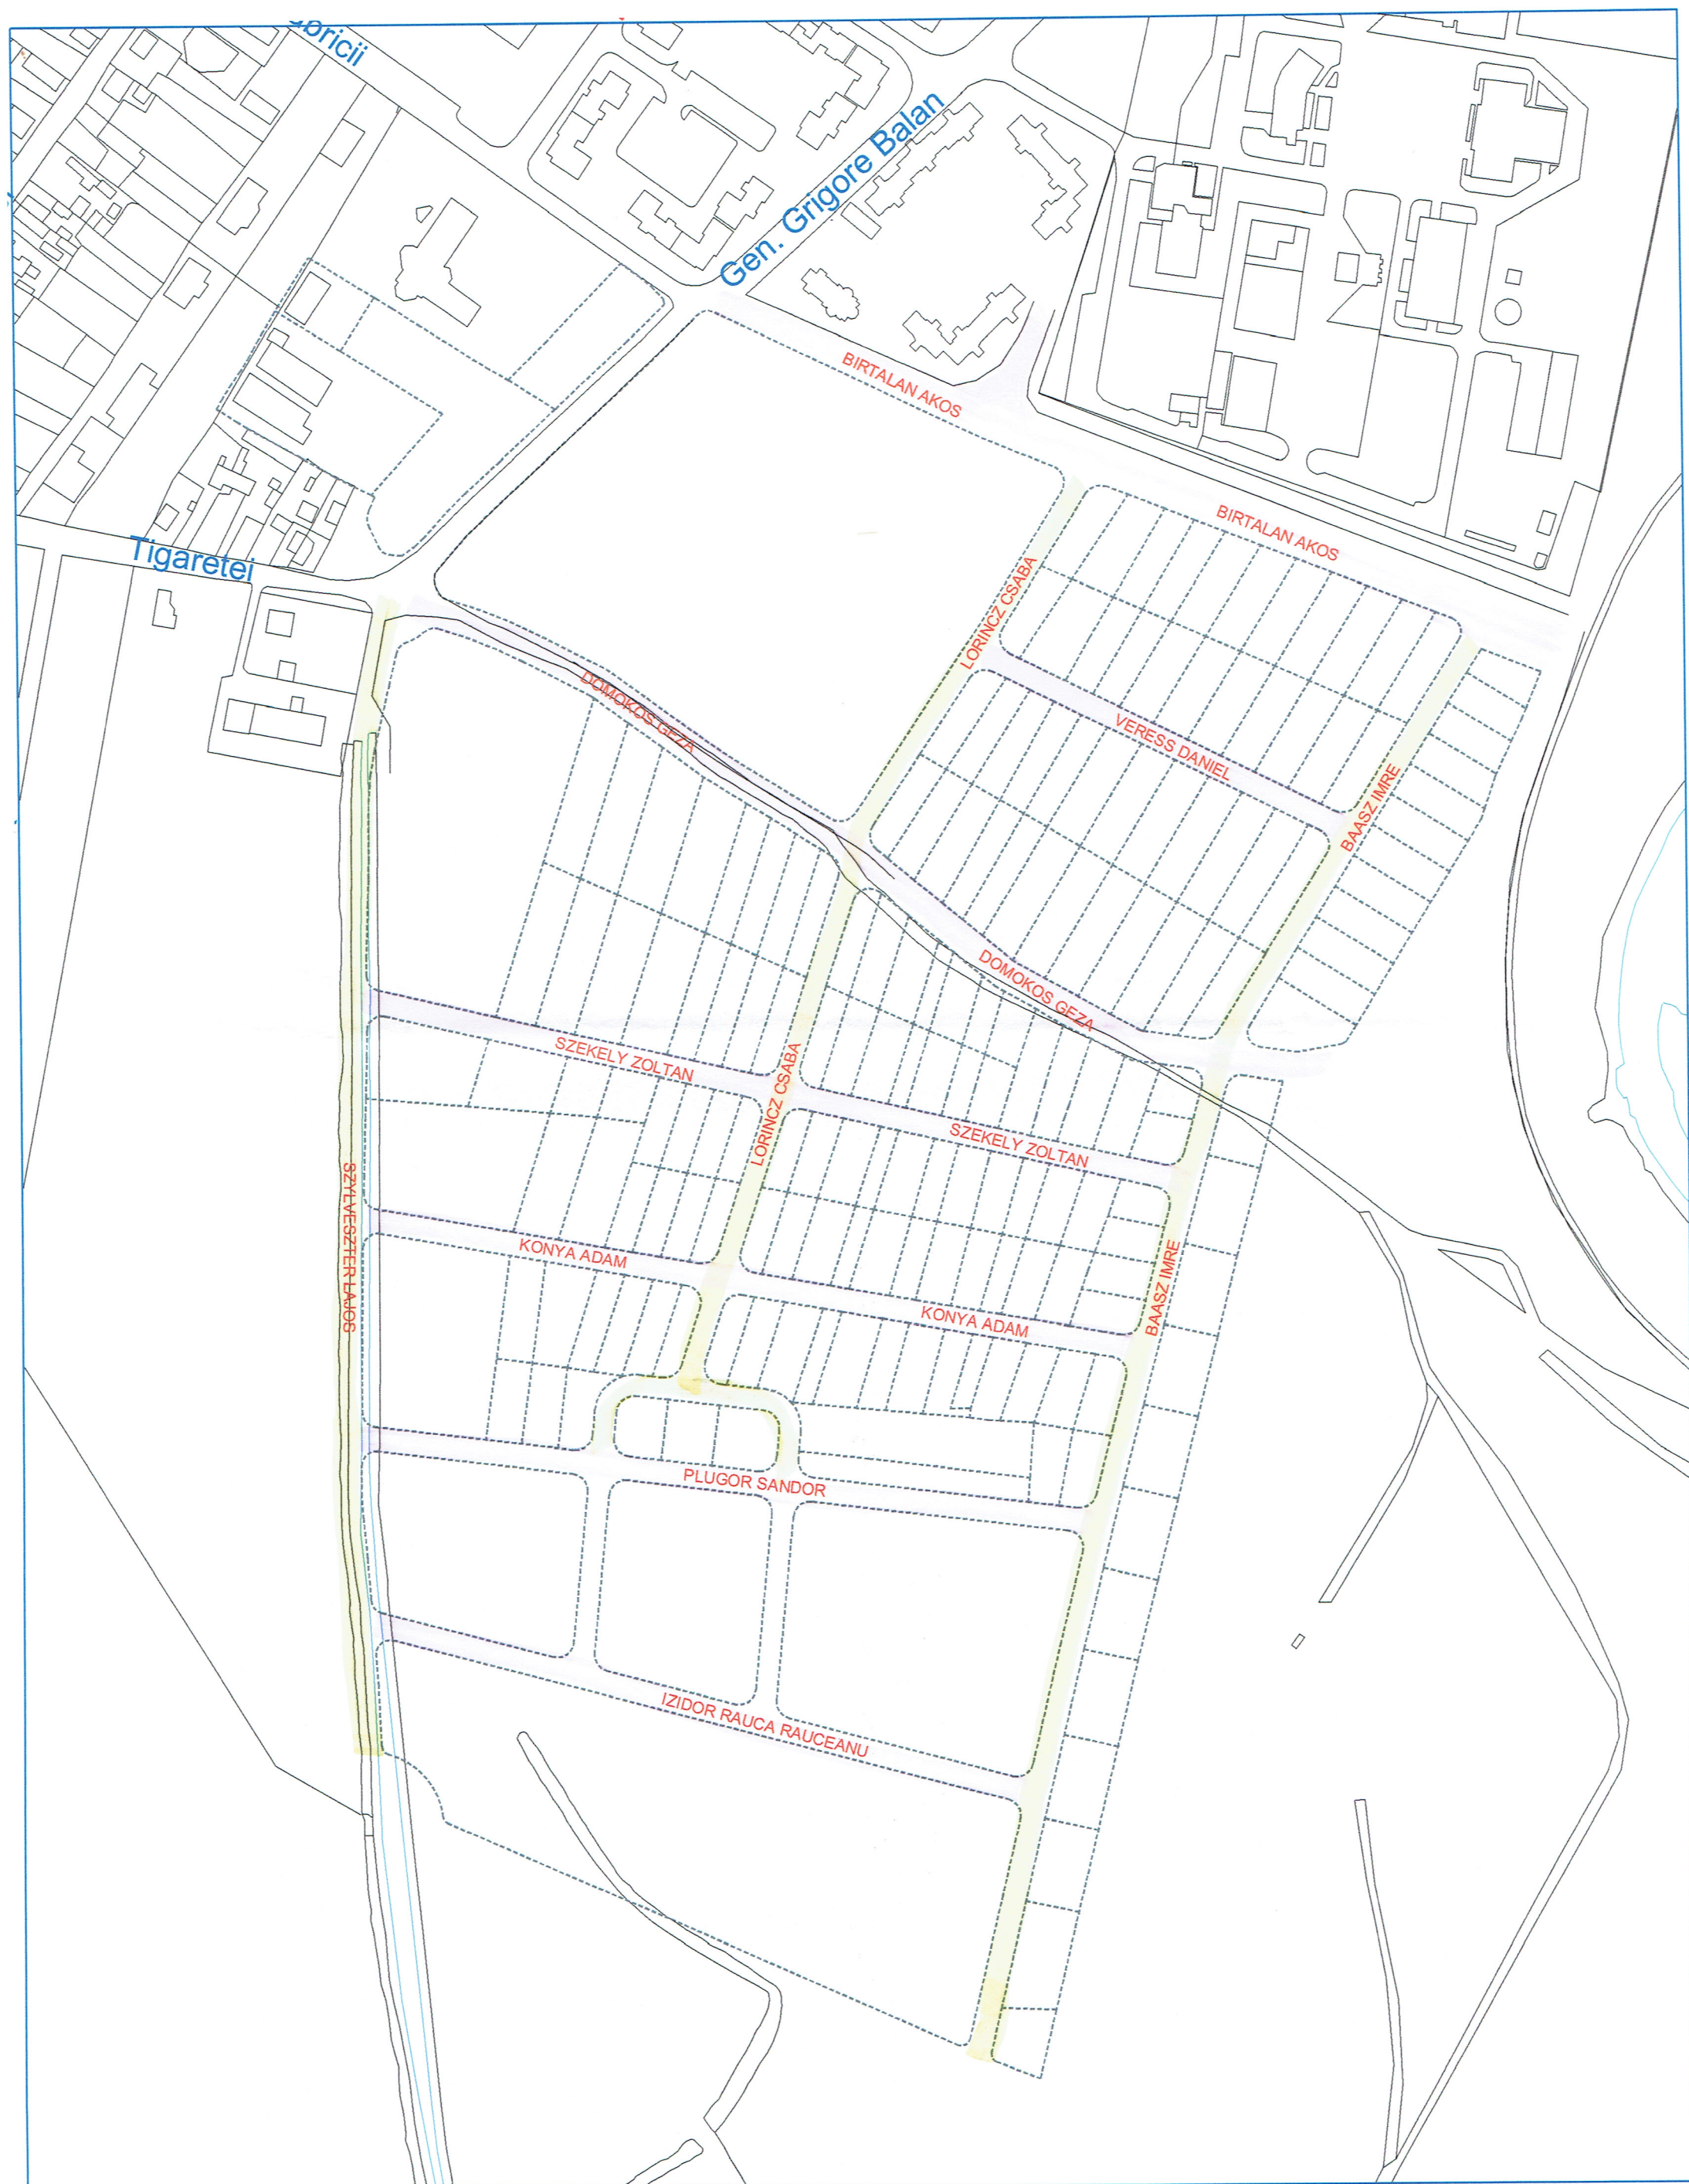 Gen. Grigore Balan
BIRTALAN AKOS
BIRTALAN AKOS
Tigaretei
LORINCZ CSABA
DOMOKOS GEZA
VERESS DANIEL
BAASZ IMRE
DOMOKOS GEZA
SZEKELY ZOLTAN
LORINCZ CSABA
SZEKELY ZOLTAN
SZYLVESZTER LAJOS
KONYA ADAM
BAASZ IMRE
KONYA ADAM
PLUGOR SANDOR
IZIDOR RAUCA RAUCEANU